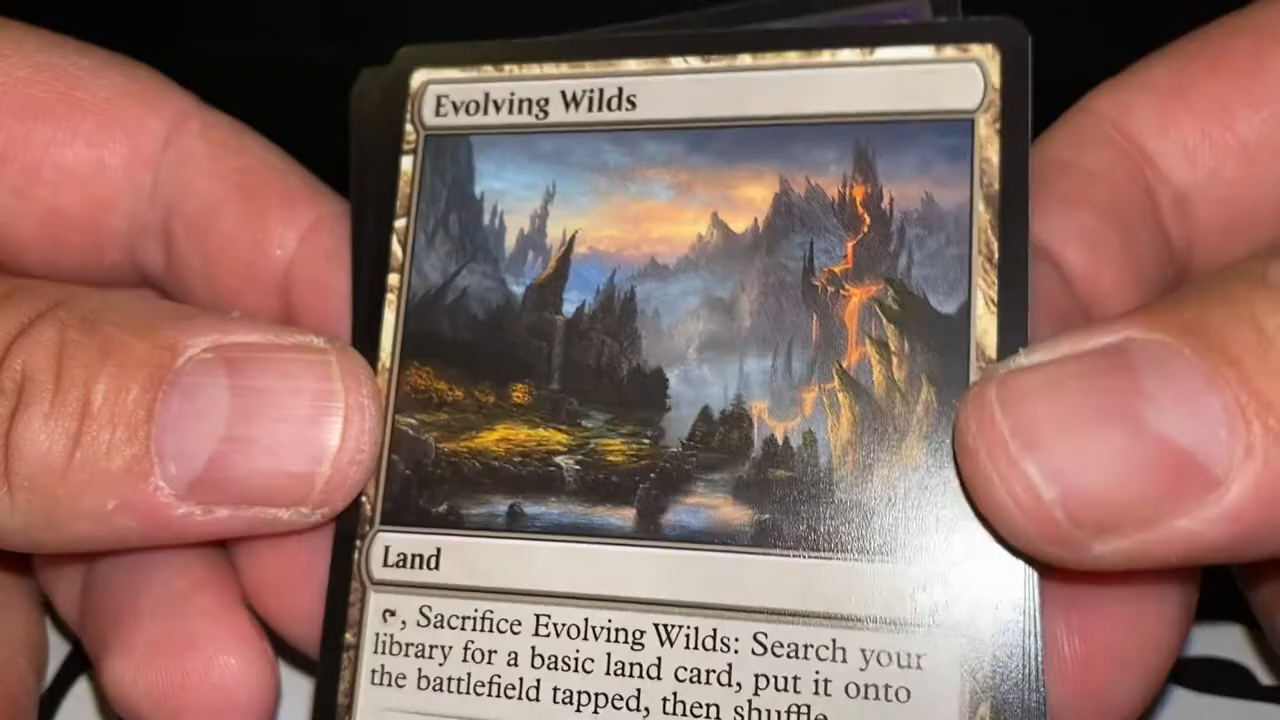 Evolving Wilds
Land
, Sacrifice Evolving Wilds: Search your
library for a basic land card, put it onto
the battlefield tapped, then shuffle